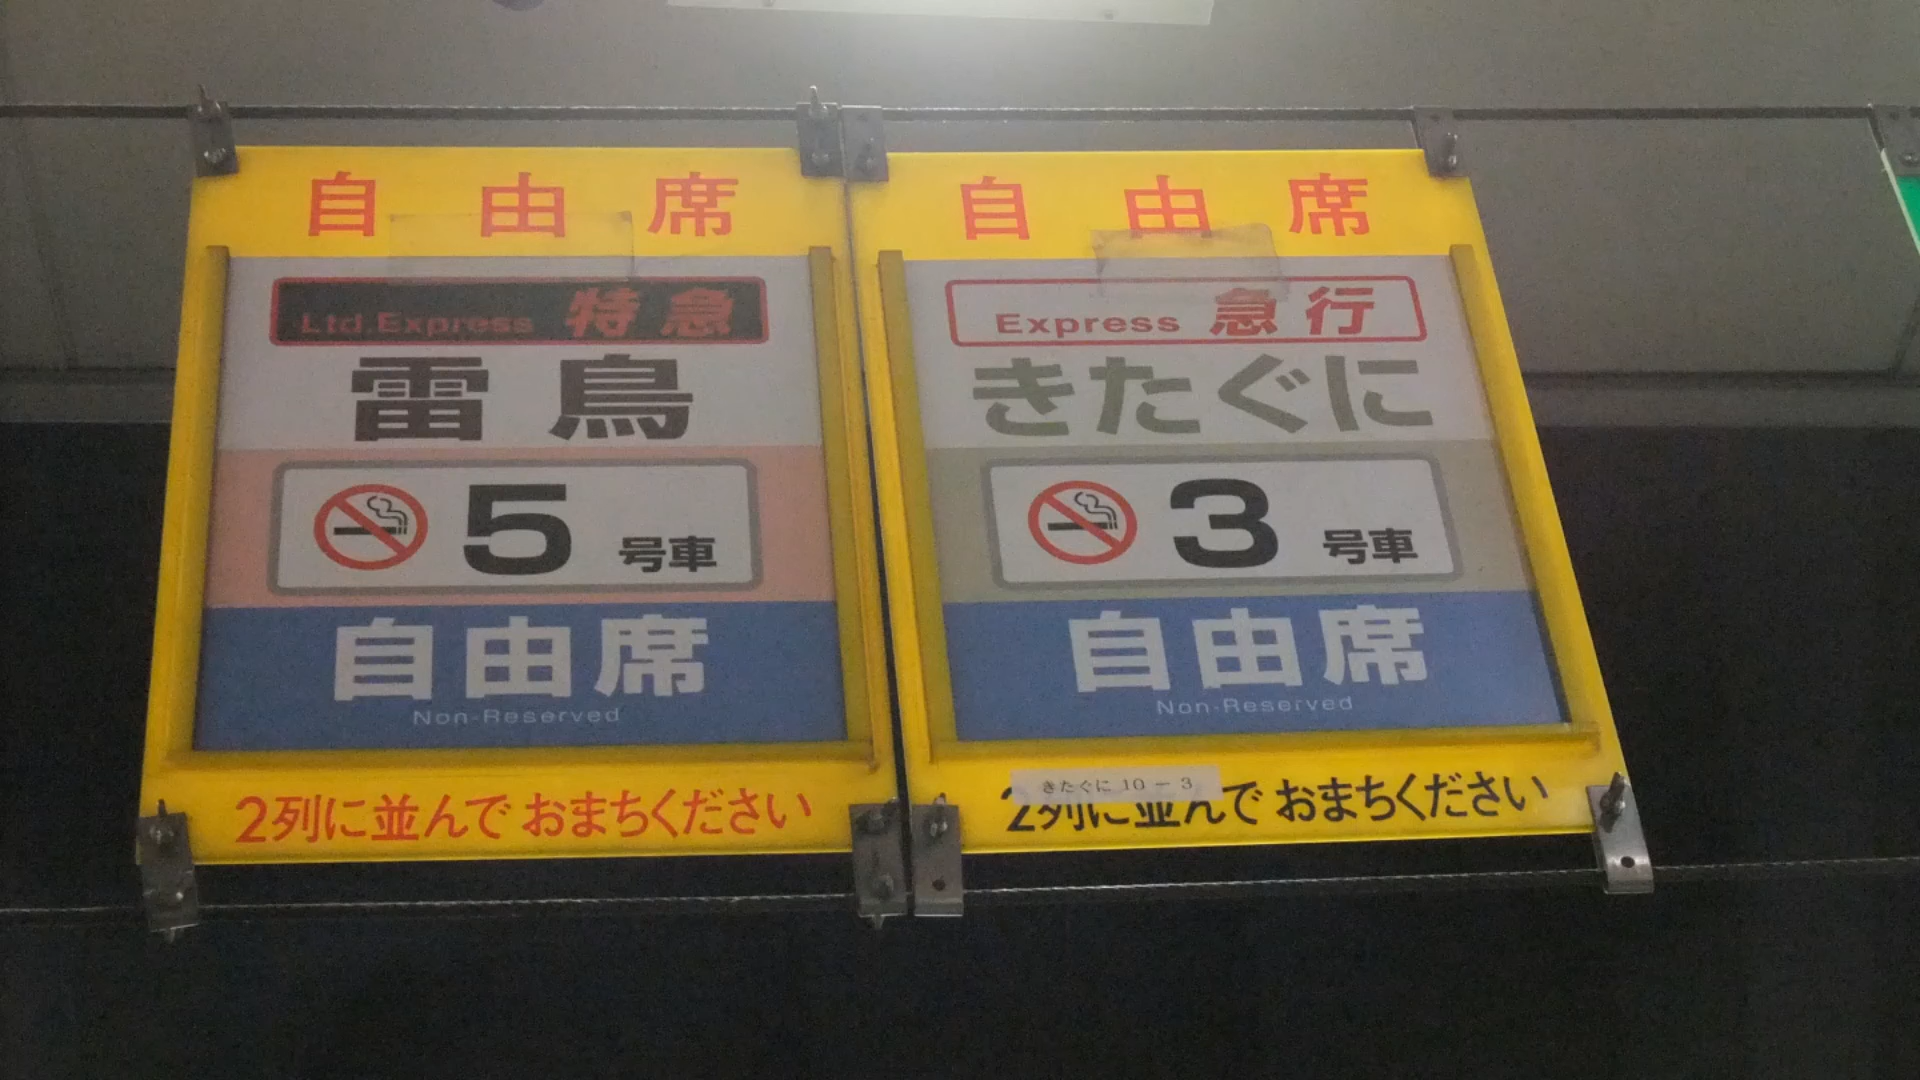 自由席
Ltd.Express 特急
雷鳥
5号車
自由席
Non-Reserved
2列に並んでおまちください
自由席
Express 急行
きたぐに
3号車
自由席
Non-Reserved
きたぐに 10 － 3
2列に並んでおまちください